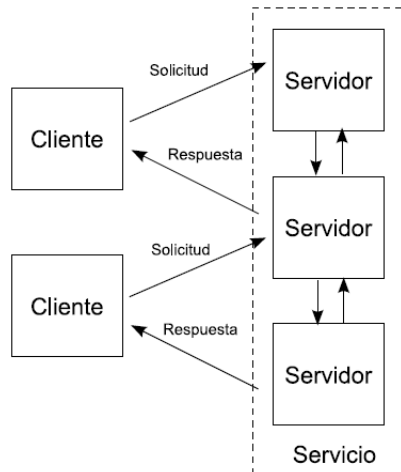 Solicitud
Servidor
Cliente
Respuesta
Servidor
Solicitud
Cliente
Respuesta
Servidor
Servicio